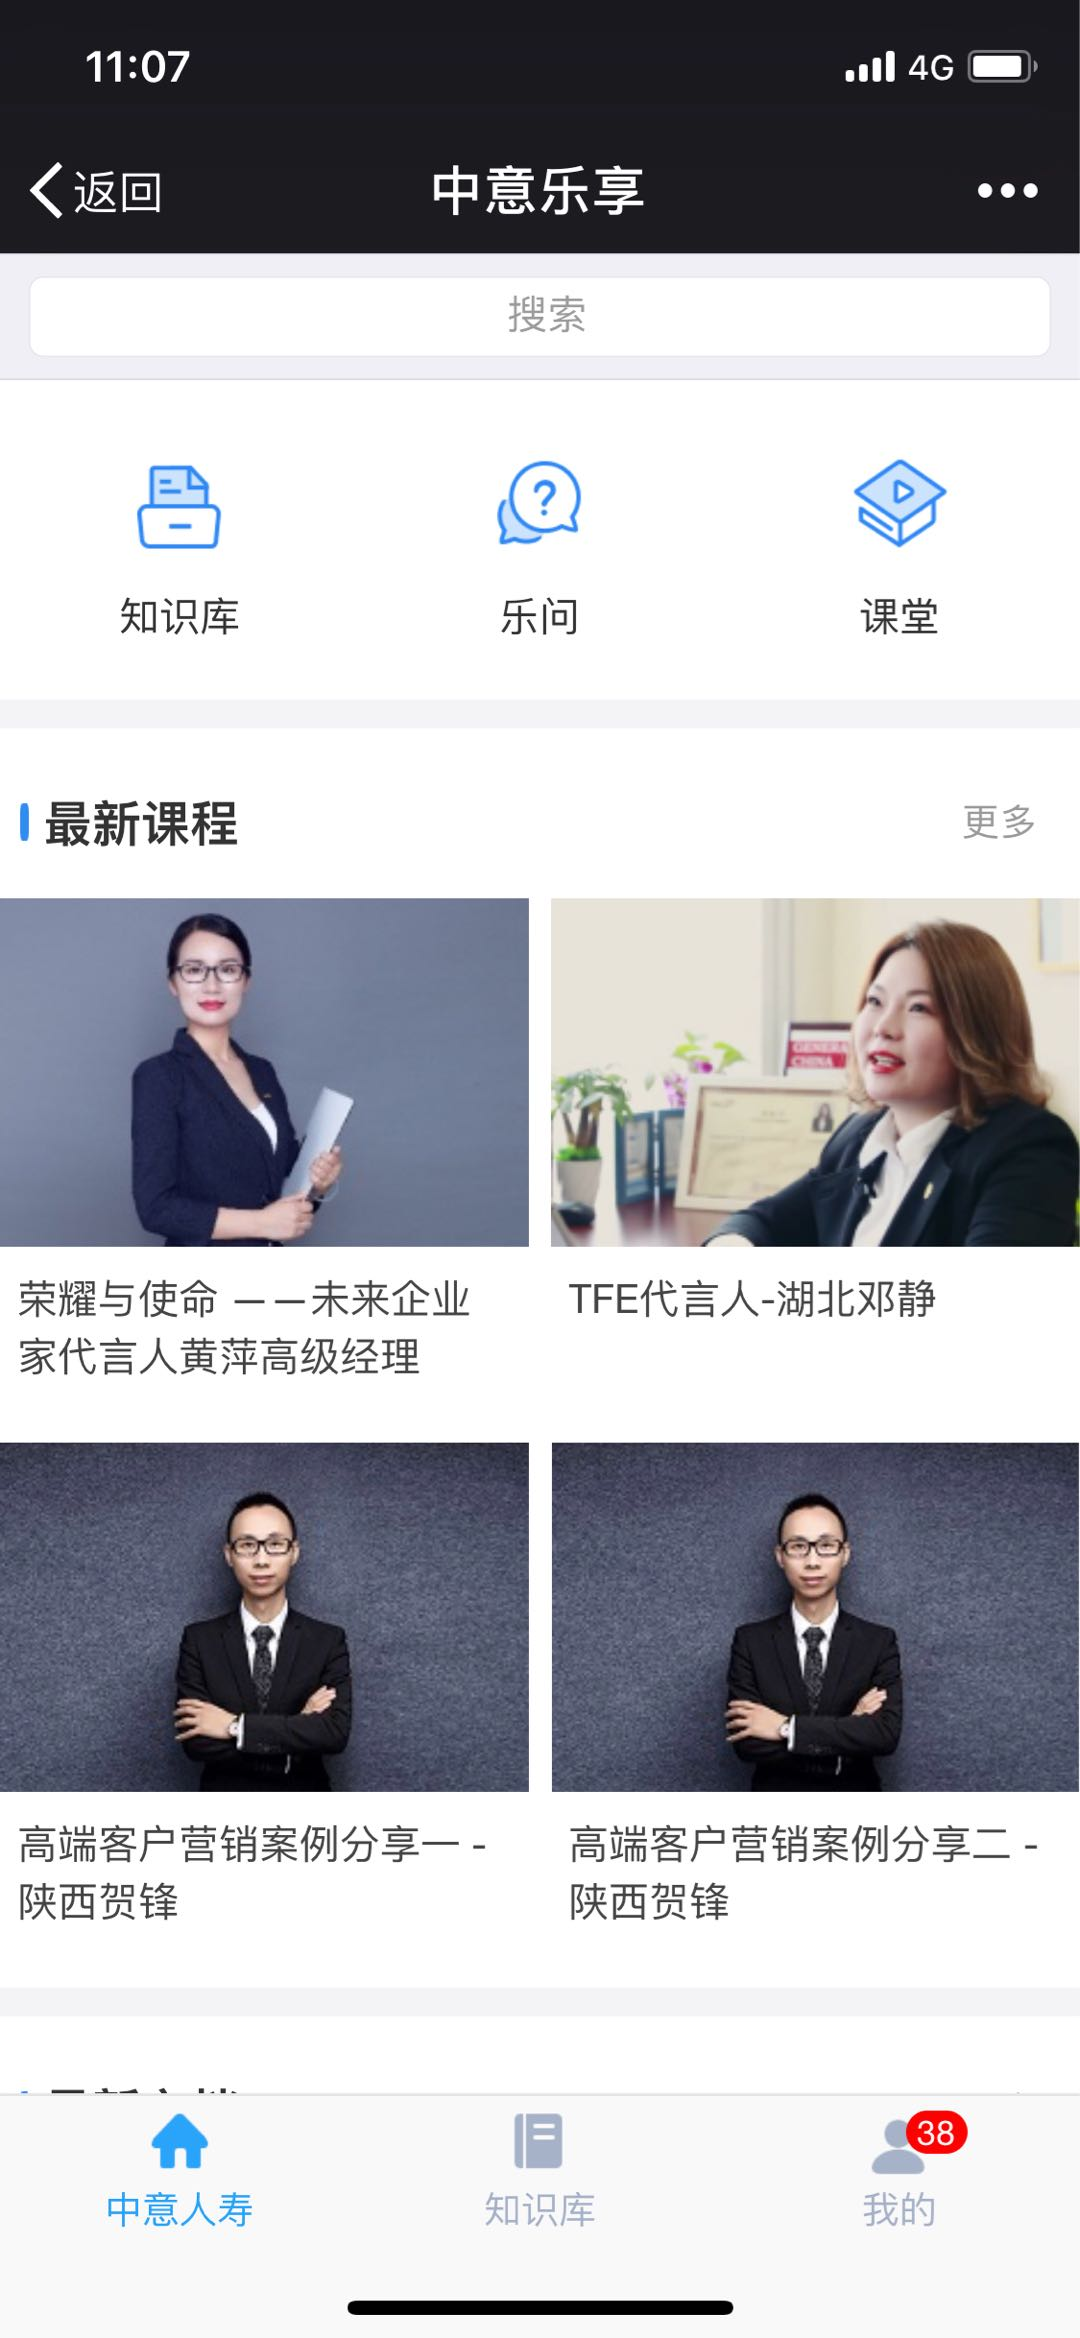 11:07
4G
返回
中意乐享
搜索
知识库
乐问
课堂
最新课程
更多
GENERA
CHINA
荣耀与使命 ——未来企业
家代言人黄萍高级经理
TFE代言人-湖北邓静
高端客户营销案例分享一 -
陕西贺锋
高端客户营销案例分享二 -
陕西贺锋
中意人寿
知识库
38
我的